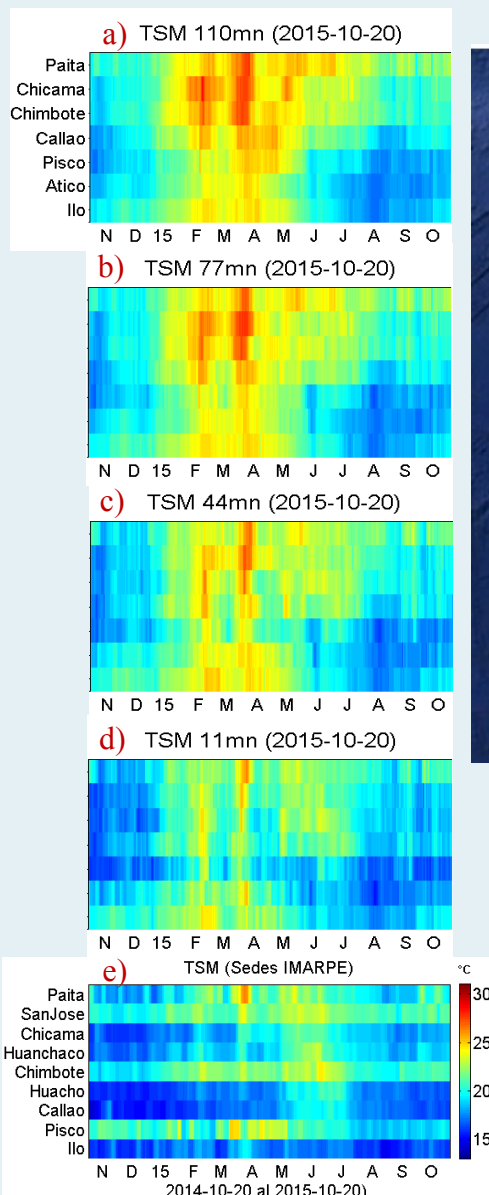 a) TSM 110mn (2015-10-20)
Paita
Chicama
Chimbote
Callao
Pisco
Atico
Ilo
N D 15 F M A M J J A S O
b) TSM 77mn (2015-10-20)
N D 15 F M A M J J A S O
c) TSM 44mn (2015-10-20)
N D 15 F M A M J J A S O
d) TSM 11mn (2015-10-20)
N D 15 F M A M J J A S O
e) TSM (Sedes IMARPE)
°C
Paita
SanJose
Chicama
Huanchaco
Chimbote
Huacho
Callao
Pisco
Ilo
30
25
20
15
N D 15 F M A M J J A S O
2014-10-20 al 2015-10-20)